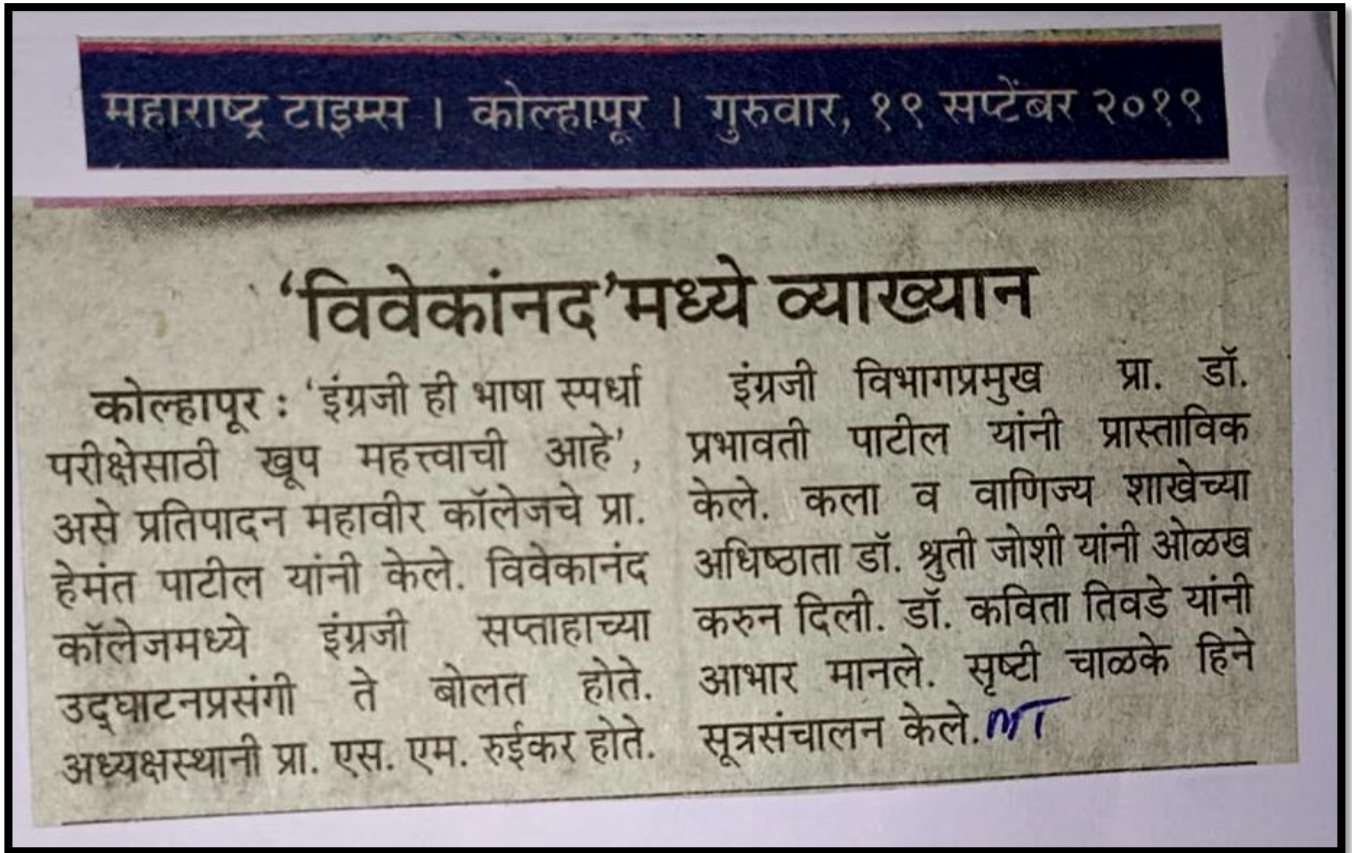 महाराष्ट्र टाइम्स । कोल्हापूर । गुरुवार, १९ सप्टेंबर २०१९
‘विवेकांनद’मध्ये व्याख्यान
कोल्हापूर : ‘इंग्रजी ही भाषा स्पर्धा
परीक्षेसाठी खूप महत्त्वाची आहे’,
असे प्रतिपादन महावीर कॉलेजचे प्रा.
हेमंत पाटील यांनी केले. विवेकानंद
कॉलेजमध्ये इंग्रजी सप्ताहाच्या
उद्‌घाटनप्रसंगी ते बोलत होते.
अध्यक्षस्थानी प्रा. एस. एम. रुईकर होते.
इंग्रजी विभागप्रमुख प्रा. डॉ.
प्रभावती पाटील यांनी प्रास्ताविक
केले. कला व वाणिज्य शाखेच्या
अधिष्ठाता डॉ. श्रुती जोशी यांनी ओळख
करुन दिली. डॉ. कविता तिवडे यांनी
आभार मानले. सृष्टी चाळके हिने
सूत्रसंचालन केले. MT